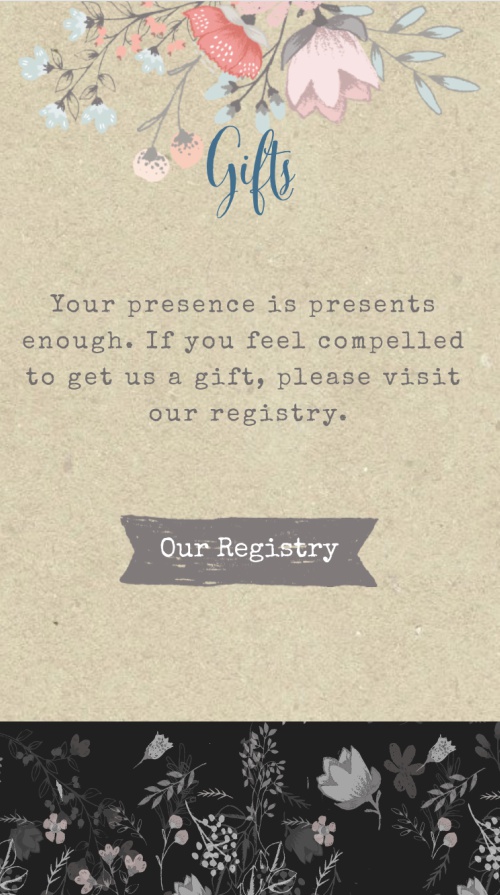 Gifts
Your presence is presents
enough. If you feel compelled
to get us a gift, please visit
our registry.
Our Registry